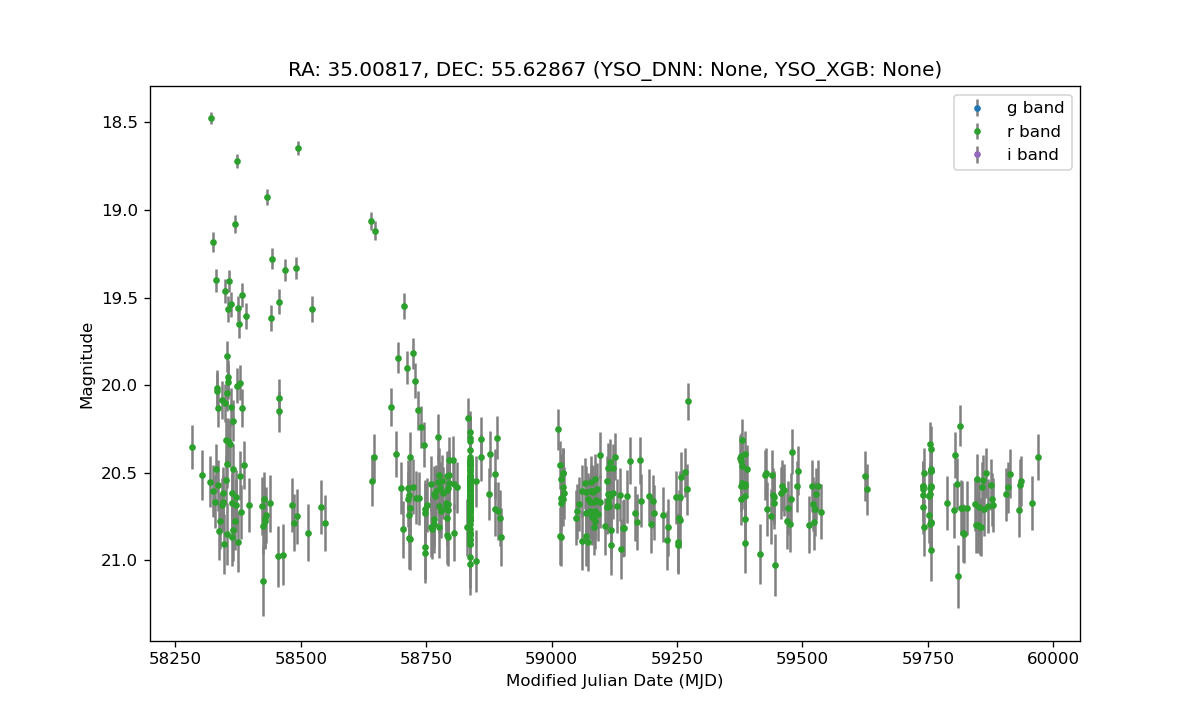 RA: 35.00817, DEC: 55.62867 (YSO_DNN: None, YSO_XGB: None)
g band
r band
i band
18.5
19.0
19.5
20.0
20.5
21.0
Magnitude
58250 58500 58750 59000 59250 59500 59750 60000
Modified Julian Date (MJD)